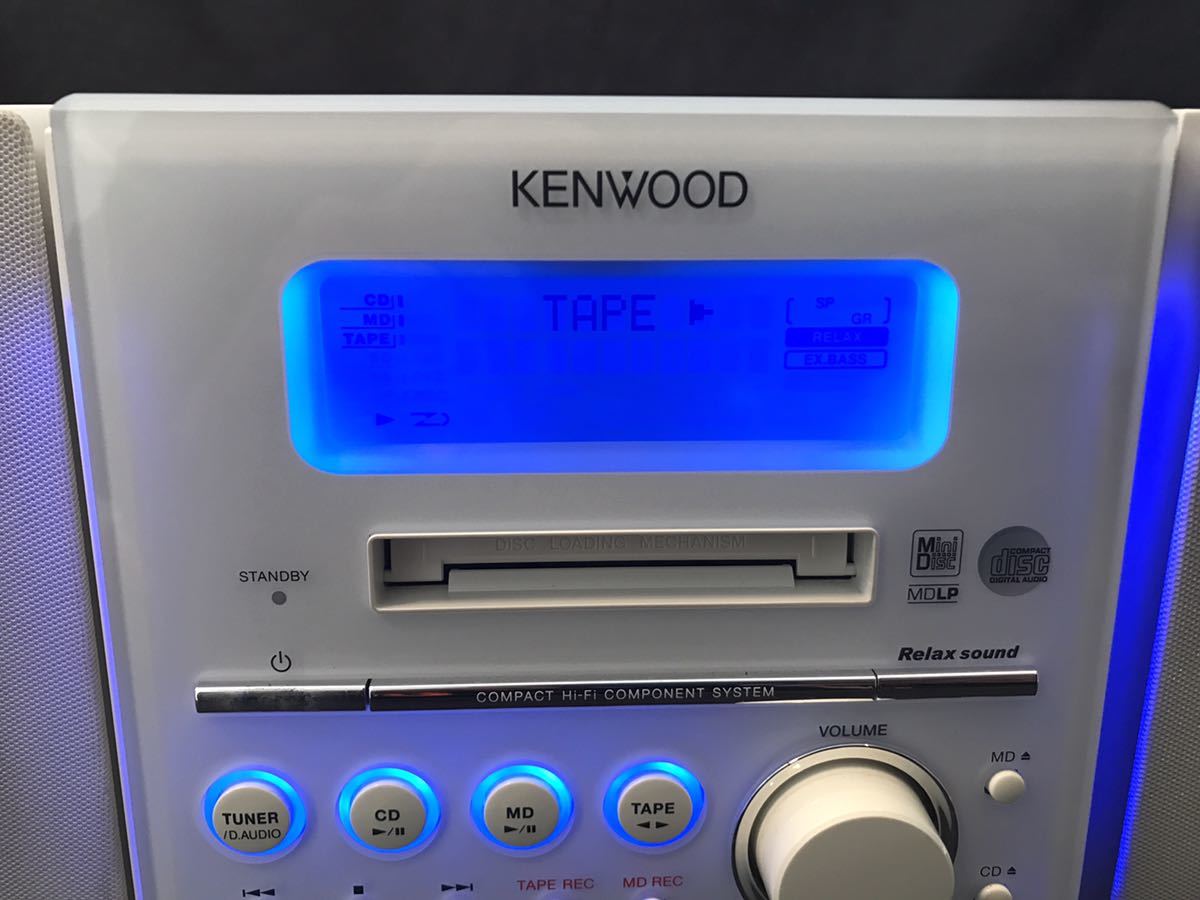 KENWOOD
CD
MD
TAPE
TAPE
SP
GR
RELAX
EX.BASS
DISC LOADING MECHANISM
STANDBY
Mini
Disc
MDLP
COMPACT
disc
DIGITAL AUDIO
Relax sound
COMPACT Hi-Fi COMPONENT SYSTEM
VOLUME
MD ⏏
TUNER
/D.AUDIO
CD
►/II
MD
►/II
TAPE
◄ ►
CD ⏏
I◄◄ ■ ►►I
TAPE REC
MD REC